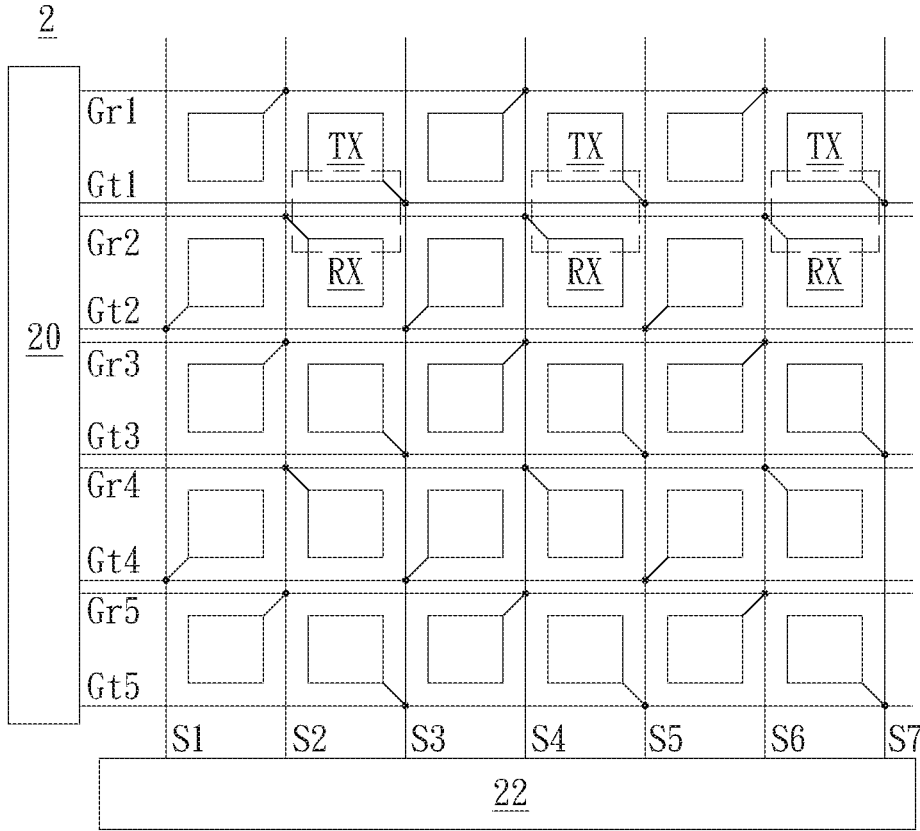 2
Gr1
TX TX TX
Gt1
Gr2
RX RX RX
Gt2
20
Gr3
Gt3
Gr4
Gt4
Gr5
Gt5
S1 S2 S3 S4 S5 S6 S7
22